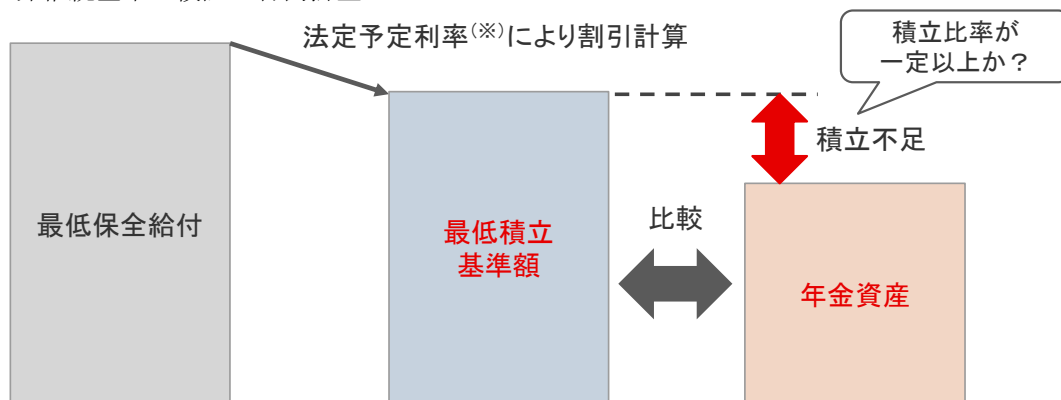 法定予定利率(※)により割引計算
積立比率が
一定以上か?
積立不足
最低保全給付
最低積立
基準額
比較
年金資産